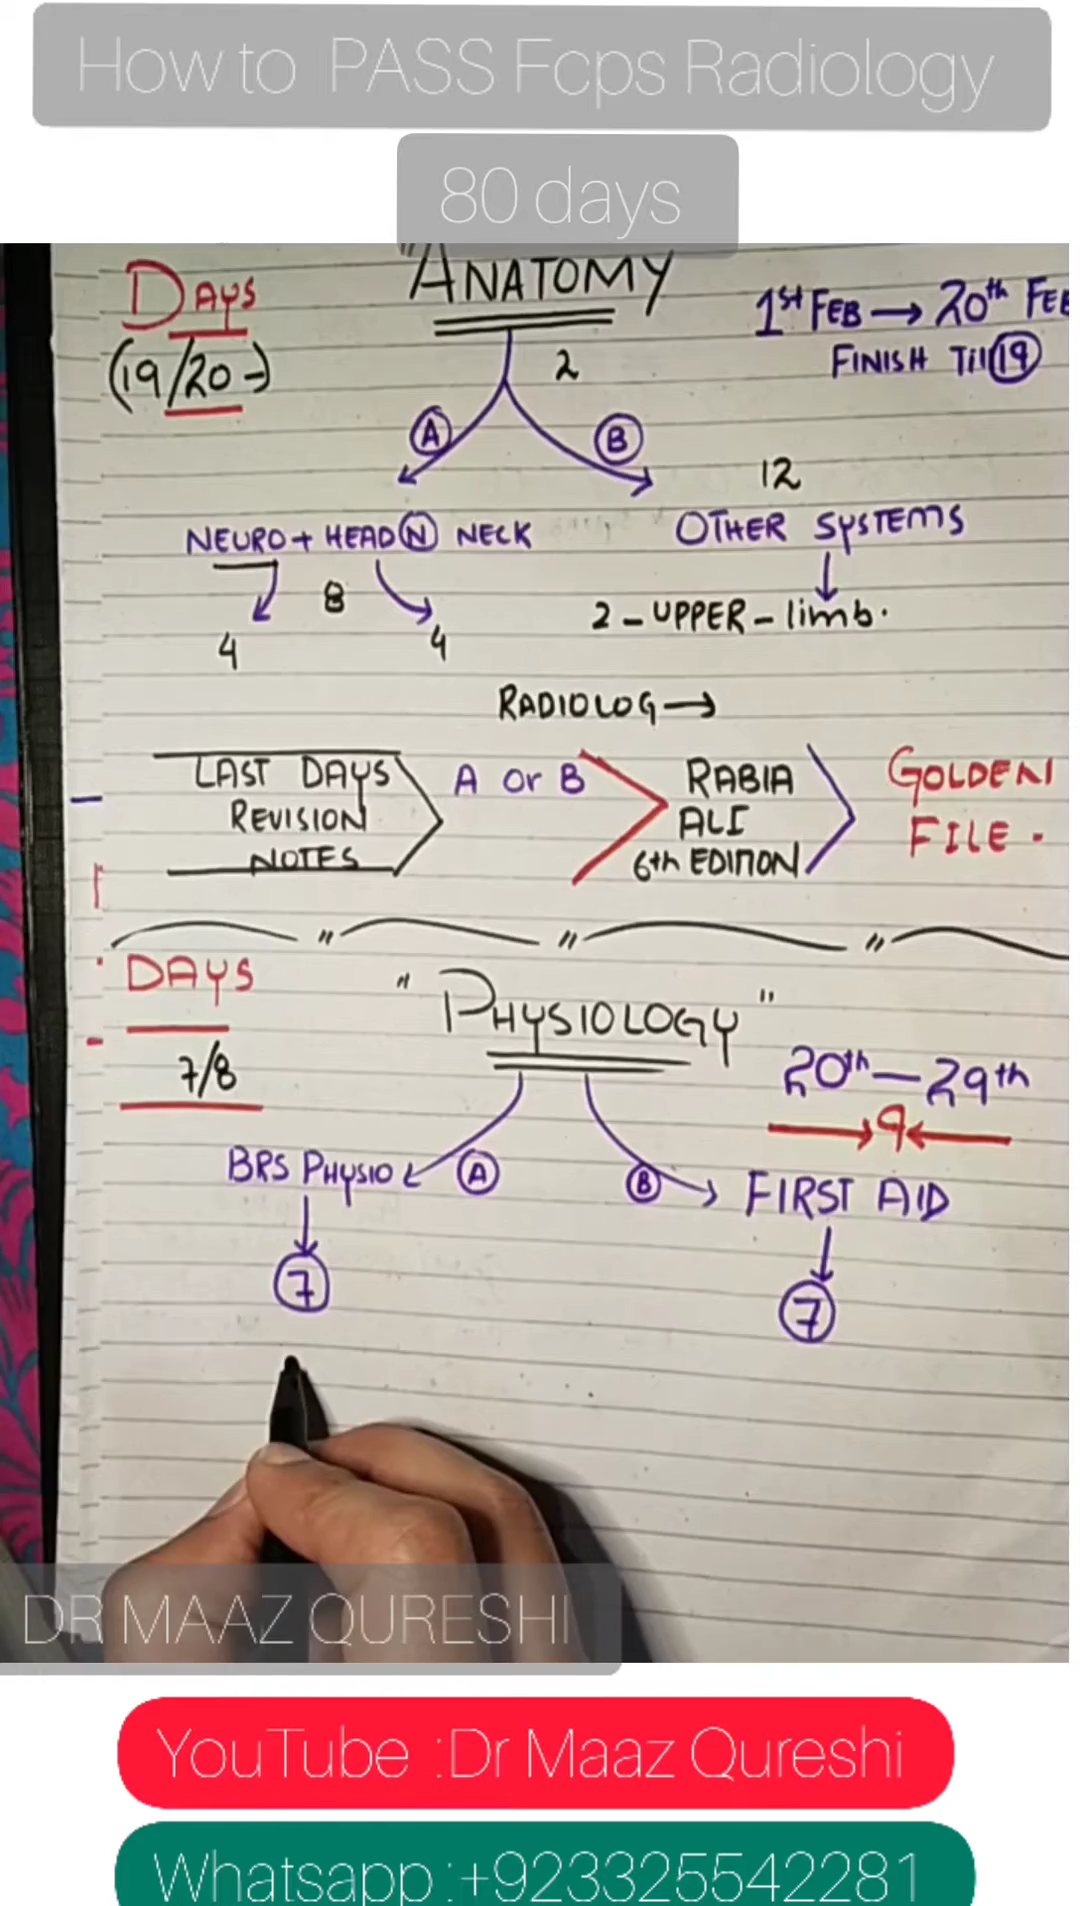 How to PASS Fcps Radiology
80 days
DAYS
(19/20-)
"ANATOMY
1st FEB → 20th FEB
FINISH Till 19
2
A
B
12
NEURO + HEAD N NECK
OTHER SYSTEMS
8
4
4
2 - UPPER - limb.
RADIOLOG →
LAST DAYS
REVISION
NOTES
A or B
RABIA
ALI
6th EDITION
GOLDEN
FILE.
DAYS
7/8
"PHYSIOLOGY"
20th — 29th
→ 9 ←
BRS PHYSIO
A
B
→ FIRST AID
7
7
DR MAAZ QURESHI
YouTube :Dr Maaz Qureshi
Whatsapp :+923325542281